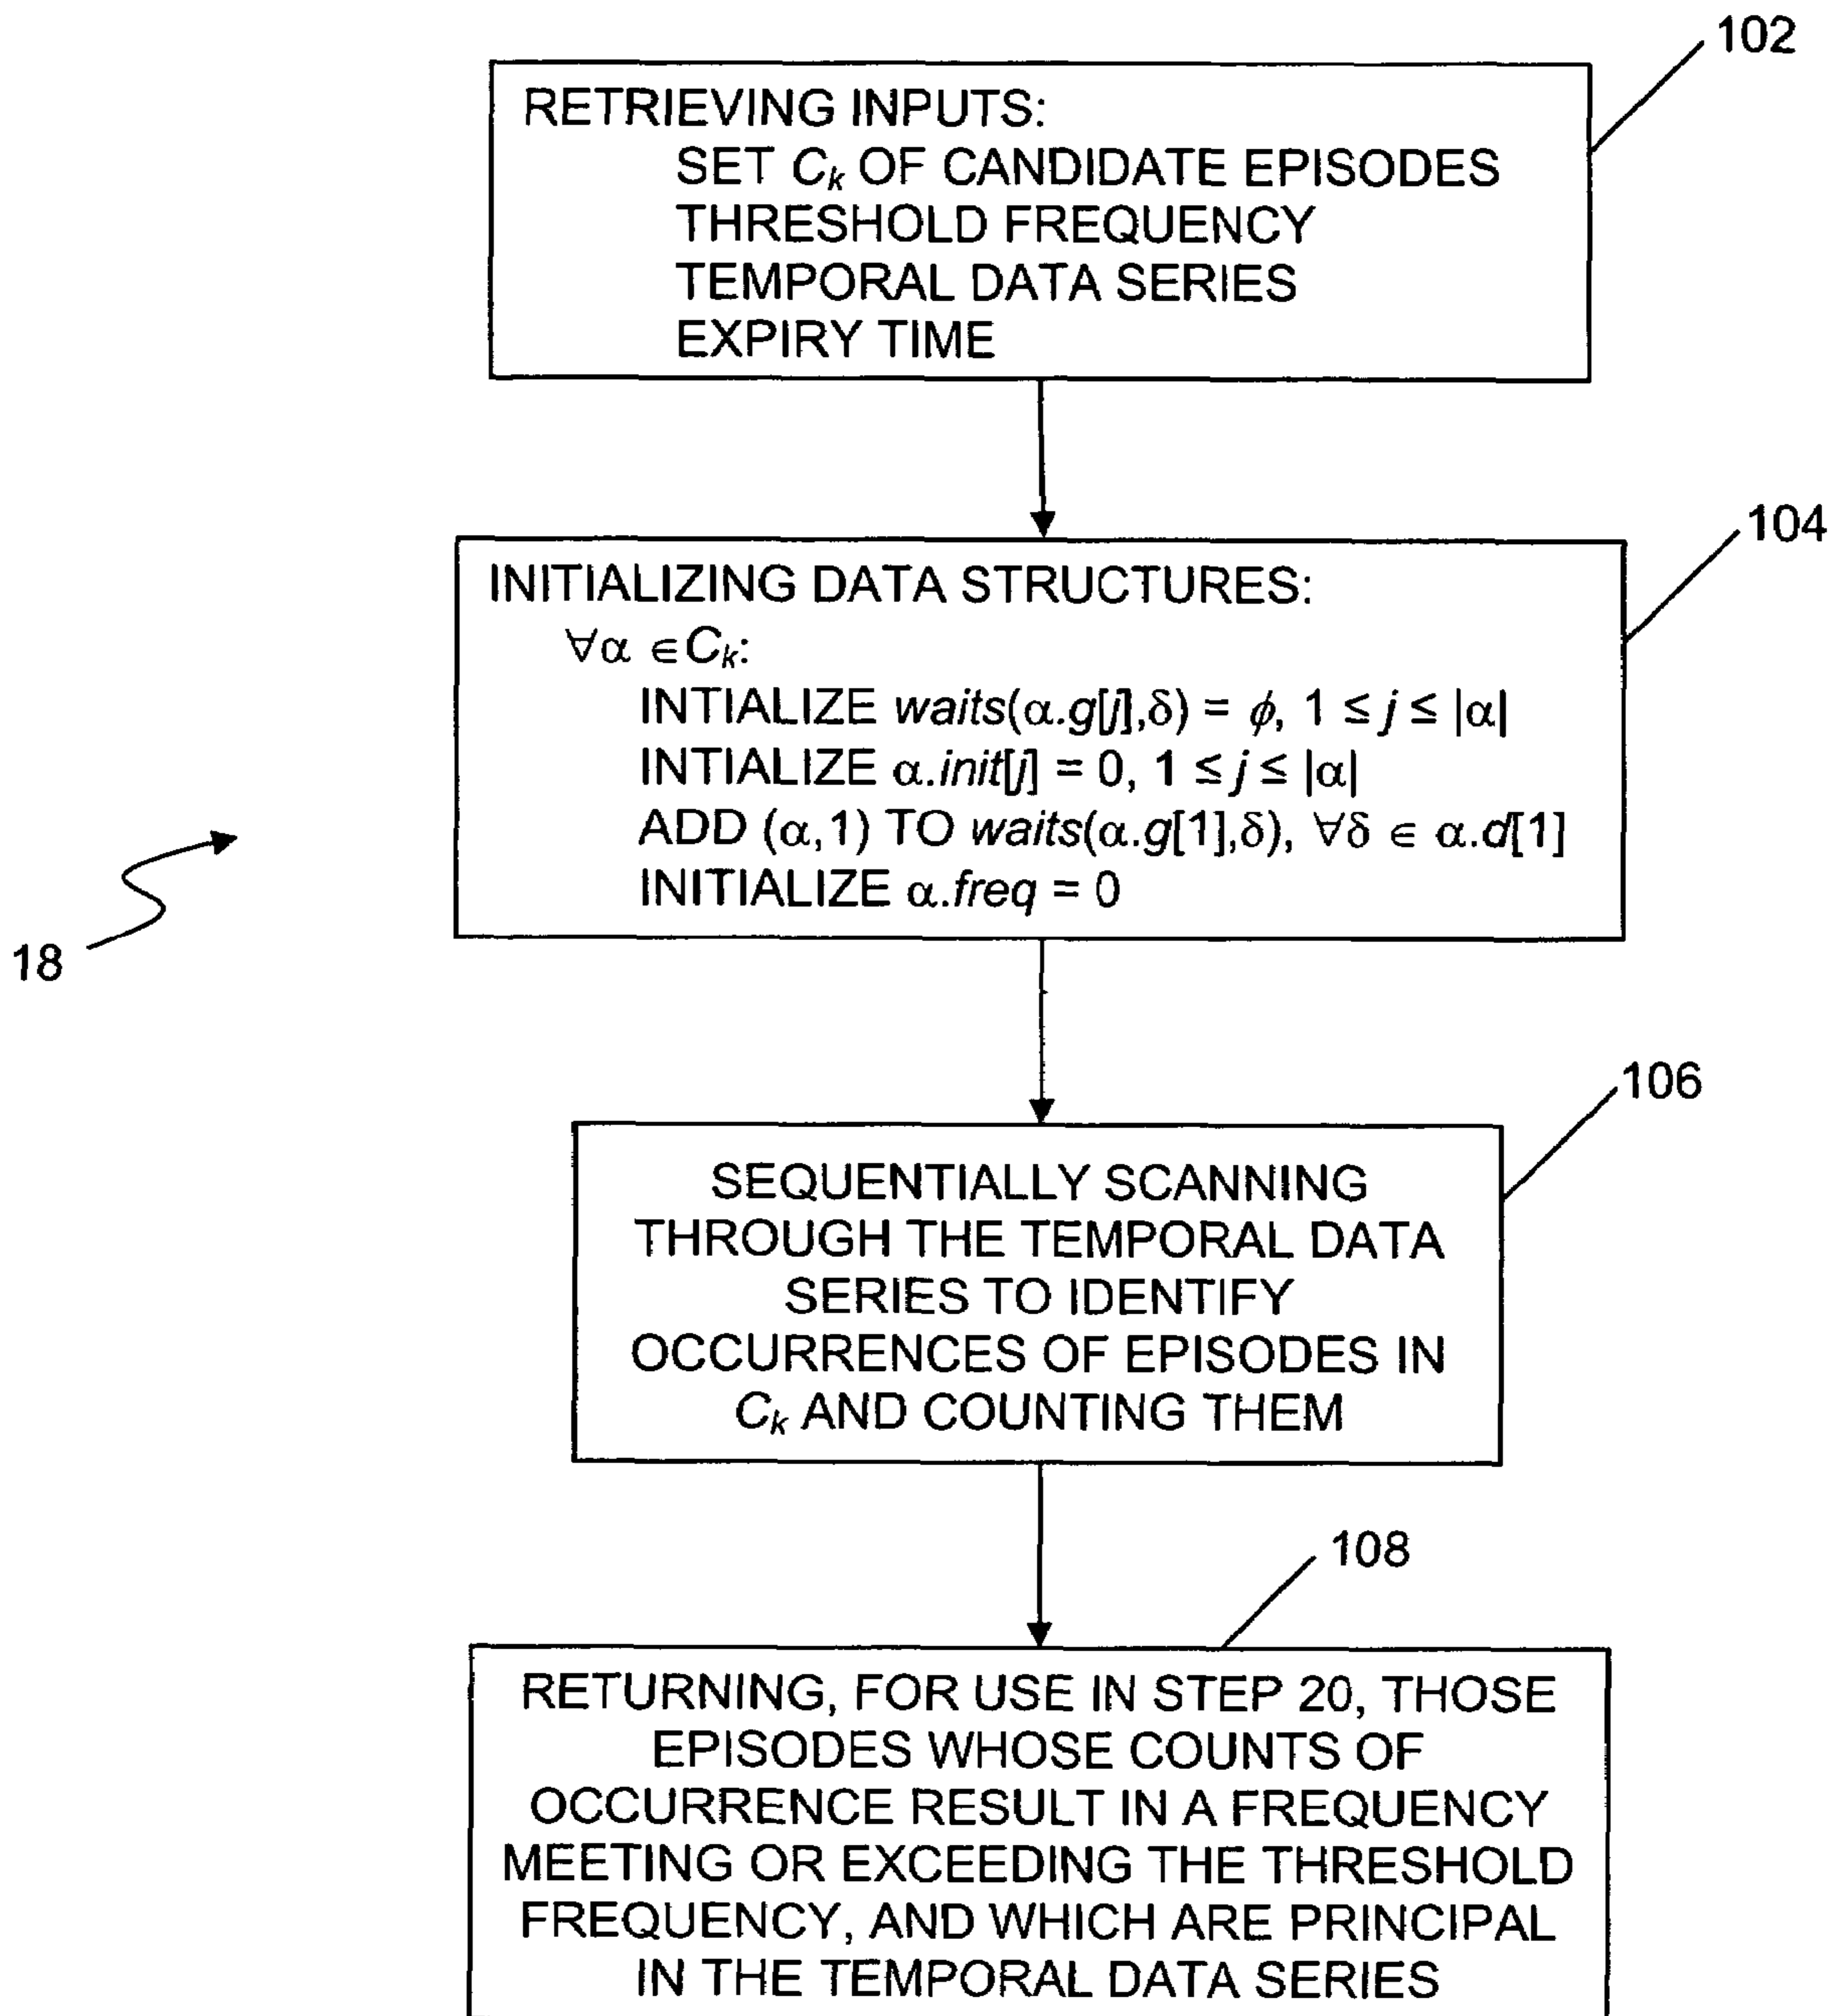 102
RETRIEVING INPUTS:
SET Ck OF CANDIDATE EPISODES
THRESHOLD FREQUENCY
TEMPORAL DATA SERIES
EXPIRY TIME
104
INITIALIZING DATA STRUCTURES:
∀α ∈Ck:
INTIALIZE waits(α.g[j],δ) = ϕ, 1 ≤ j ≤ |α|
INTIALIZE α.init[j] = 0, 1 ≤ j ≤ |α|
ADD (α,1) TO waits(α.g[1],δ), ∀δ ∈ α.d[1]
INITIALIZE α.freq = 0
18
106
SEQUENTIALLY SCANNING
THROUGH THE TEMPORAL DATA
SERIES TO IDENTIFY
OCCURRENCES OF EPISODES IN
Ck AND COUNTING THEM
108
RETURNING, FOR USE IN STEP 20, THOSE
EPISODES WHOSE COUNTS OF
OCCURRENCE RESULT IN A FREQUENCY
MEETING OR EXCEEDING THE THRESHOLD
FREQUENCY, AND WHICH ARE PRINCIPAL
IN THE TEMPORAL DATA SERIES